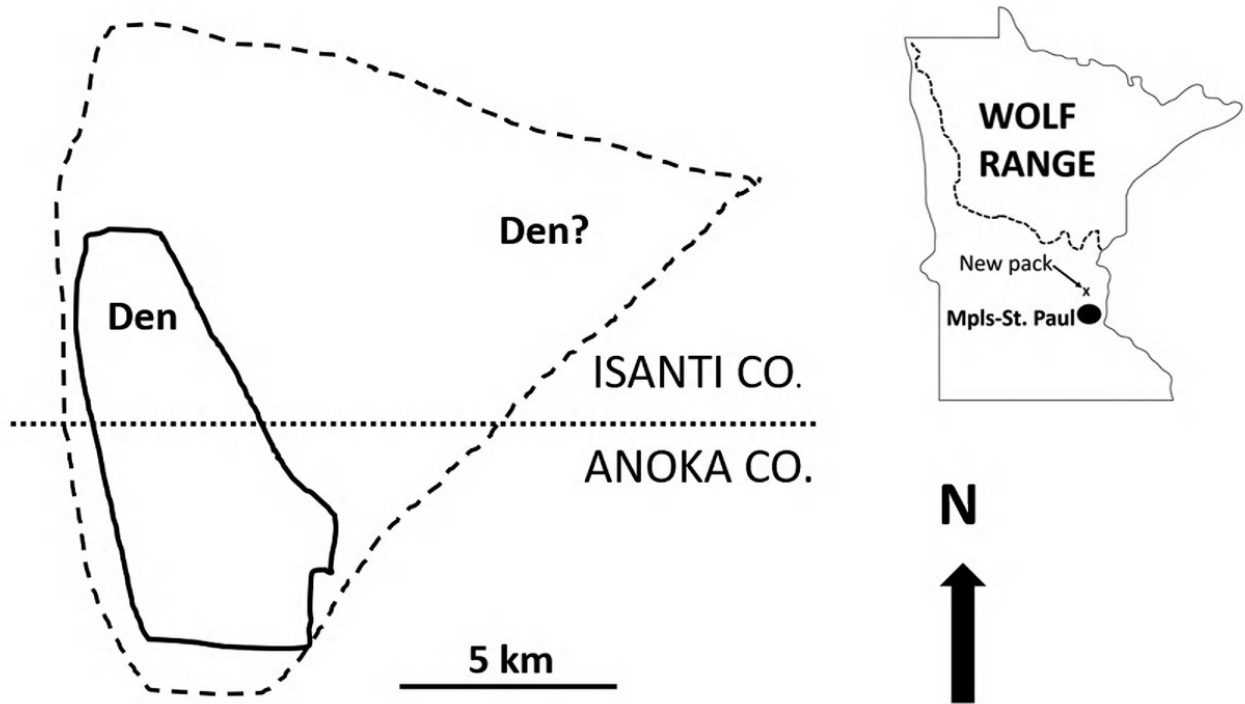 Den?
Den
ISANTI CO.
ANOKA CO.
5 km
WOLF
RANGE
New pack
x
Mpls-St. Paul
N